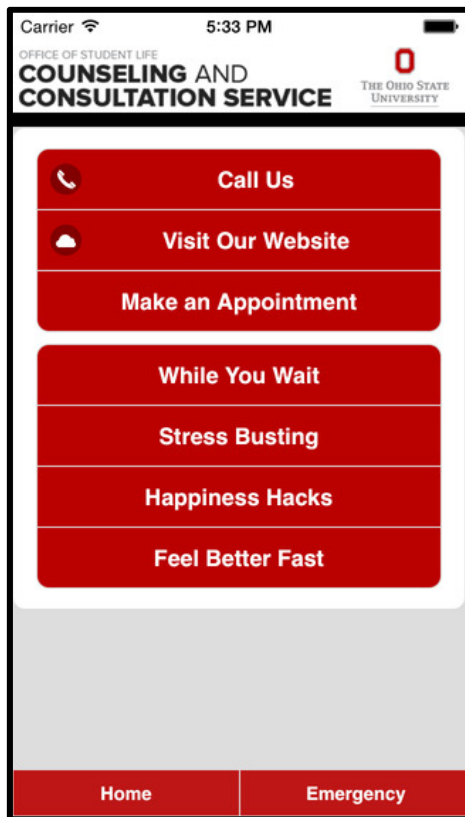 Carrier 5:33 PM
OFFICE OF STUDENT LIFE
COUNSELING AND
CONSULTATION SERVICE
O
THE OHIO STATE
UNIVERSITY
Call Us
Visit Our Website
Make an Appointment
While You Wait
Stress Busting
Happiness Hacks
Feel Better Fast
Home Emergency